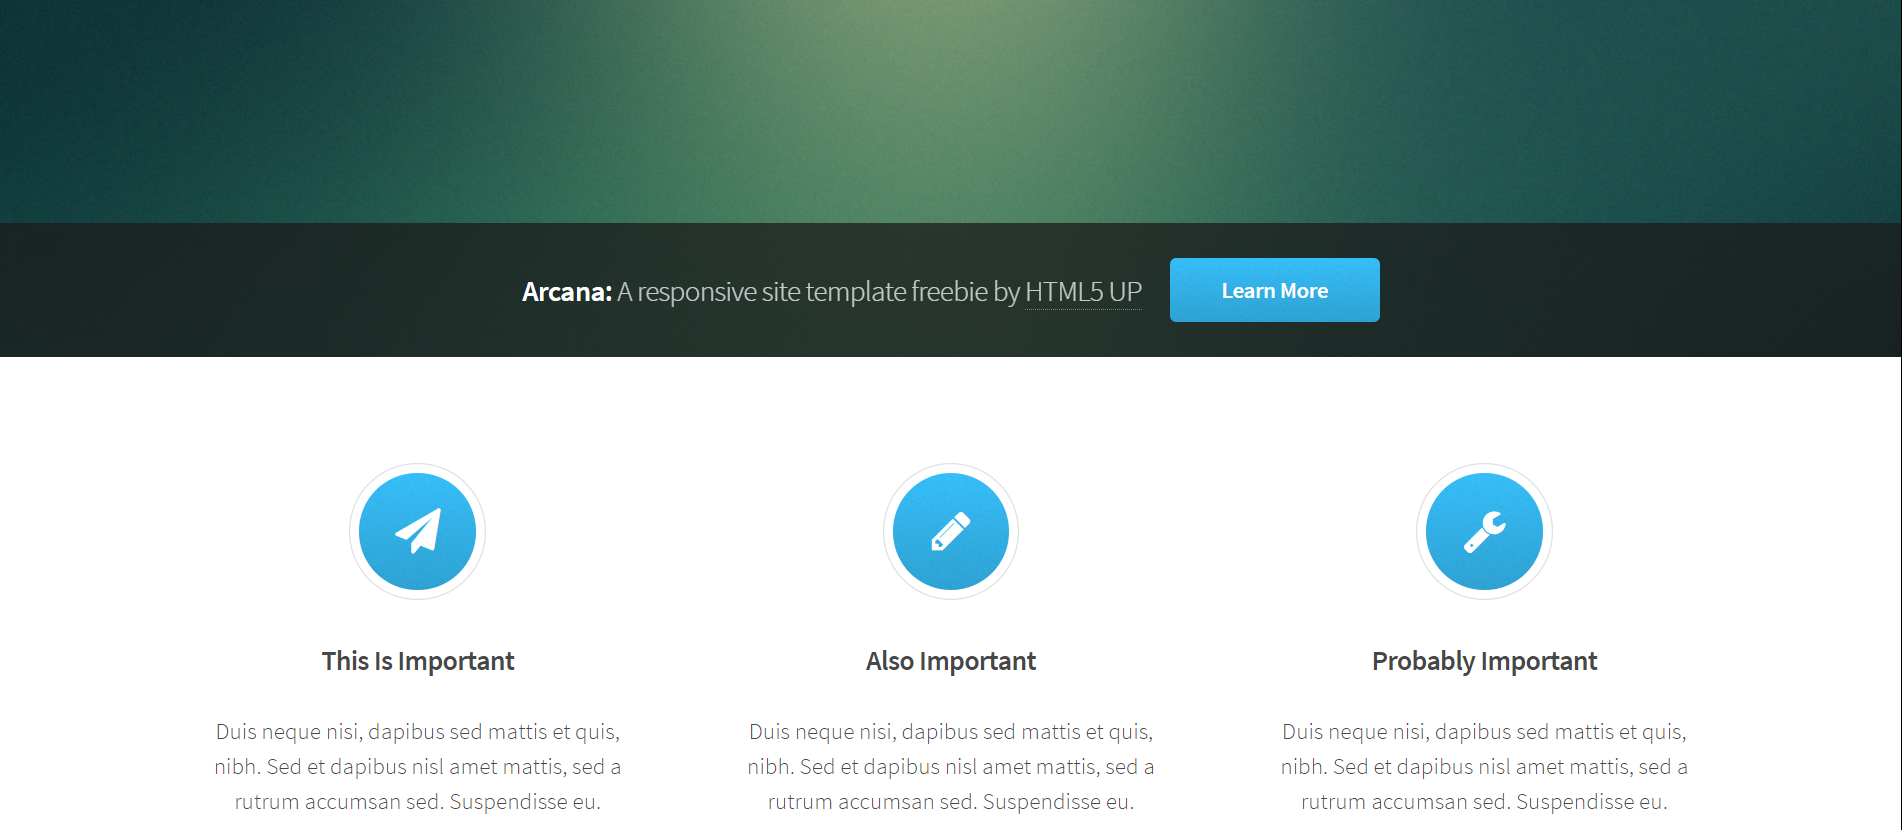 Arcana: A responsive site template freebie by HTML5 UP
Learn More
This Is Important
Duis neque nisi, dapibus sed mattis et quis,
nibh. Sed et dapibus nisl amet mattis, sed a
rutrum accumsan sed. Suspendisse eu.
Also Important
Duis neque nisi, dapibus sed mattis et quis,
nibh. Sed et dapibus nisl amet mattis, sed a
rutrum accumsan sed. Suspendisse eu.
Probably Important
Duis neque nisi, dapibus sed mattis et quis,
nibh. Sed et dapibus nisl amet mattis, sed a
rutrum accumsan sed. Suspendisse eu.